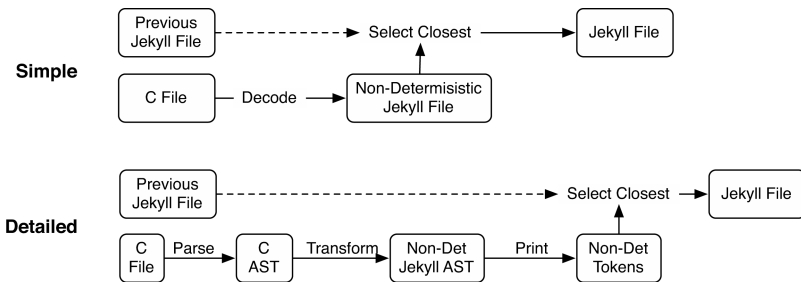 Previous
Jekyll File
Select Closest
Jekyll File
Simple
C File
Decode
Non-Determisistic
Jekyll File
Previous
Jekyll File
Select Closest
Jekyll File
Detailed
C
File
Parse
C
AST
Transform
Non-Det
Jekyll AST
Print
Non-Det
Tokens